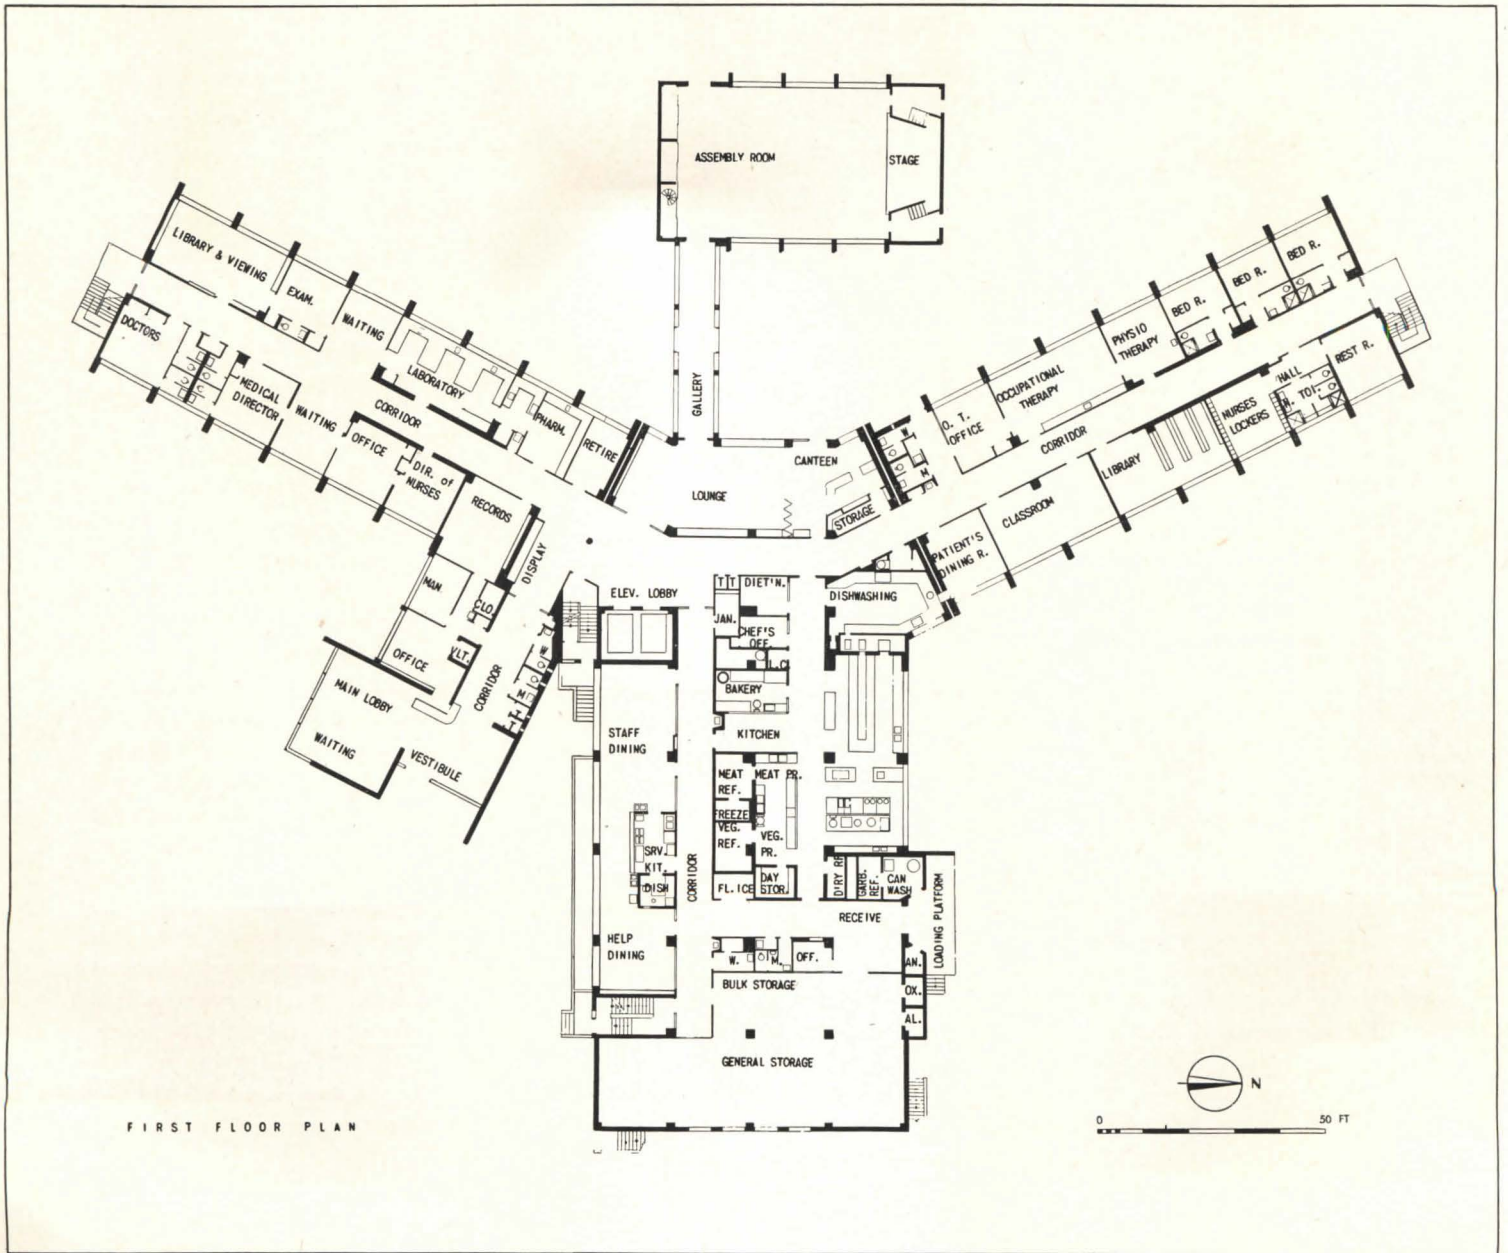 ASSEMBLY ROOM
STAGE
LIBRARY & VIEWING
EXAM.
WAITING
LABORATORY
PHARM.
RETIRE
DOCTORS
MEDICAL
DIRECTOR
WAITING
OFFICE
CORRIDOR
DIR. of
NURSES
RECORDS
DISPLAY
MAN.
CLO.
OFFICE
VLT.
CORRIDOR
W
M
MAIN LOBBY
WAITING
VESTIBULE
GALLERY
LOUNGE
CANTEEN
STORAGE
W
M
O. T.
OFFICE
OCCUPATIONAL
THERAPY
PHYSIO
THERAPY
BED R.
BED R.
BED R.
CORRIDOR
PATIENT'S
DINING R.
CLASSROOM
LIBRARY
NURSES
LOCKERS
HALL
W. TOI.
REST R.
ELEV. LOBBY
T T
DIET'N.
JAN.
CHEF'S
OFF.
L.C.
DISHWASHING
BAKERY
KITCHEN
STAFF
DINING
MEAT
REF.
MEAT PR.
FREEZE
VEG.
REF.
VEG.
PR.
SRV.
KIT.
DISH
CORRIDOR
FL.ICE
DAY
STOR.
D'RY RF
GARB.
REF.
CAN
WASH
LOADING PLATFORM
RECEIVE
HELP
DINING
W.
M.
OFF.
AN.
OX.
AL.
BULK STORAGE
GENERAL STORAGE
N
0 50 FT
FIRST FLOOR PLAN